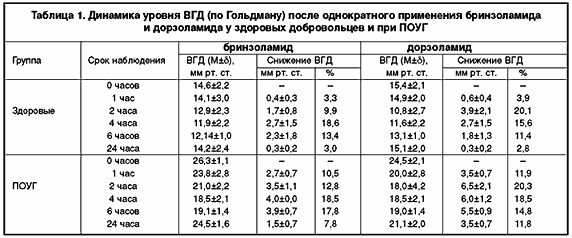 Таблица 1. Динамика уровня ВГД (по Гольдману) после однократного применения бринзоламида
и дорзоламида у здоровых добровольцев и при ПОУГ
бринзоламид дорзоламид
Группа Срок наблюдения ВГД (М±δ), Снижение ВГД ВГД (М±δ), Снижение ВГД
мм рт. ст. мм рт. ст. % мм рт. ст. мм рт. ст. %
0 часов 14,6±2,2 – – 15,4±2,1 – –
1 час 14,1±3,0 0,4±0,3 3,3 14,9±2,0 0,6±0,4 3,9
2 часа 12,9±2,3 1,7±0,8 9,9 10,8±2,7 3,9±2,1 20,1
Здоровые 4 часа 11,9±2,2 2,7±1,5 18,6 11,6±2,2 2,7±1,5 15,6
6 часов 12,14±1,0 2,3±1,8 13,4 13,1±1,0 1,8±1,3 11,4
24 часа 14,2±2,4 0,3±0,2 3,0 15,1±2,0 0,3±0,2 2,8
0 часов 26,3±1,1 – – 24,5±2,1 – –
1 час 23,8±2,8 2,7±0,7 10,5 20,0±2,8 3,5±0,7 11,9
ПОУГ 2 часа 21,0±2,2 3,5±1,1 12,8 18,0±4,2 6,5±2,1 20,3
4 часа 18,5±2,1 4,0±0,0 18,5 18,5±2,1 6,0±1,2 18,5
6 часов 19,1±1,4 3,9±0,7 17,8 19,0±1,4 5,5±0,9 14,8
24 часа 24,5±1,6 1,5±0,7 7,8 21,1±2,0 3,5±0,7 11,8